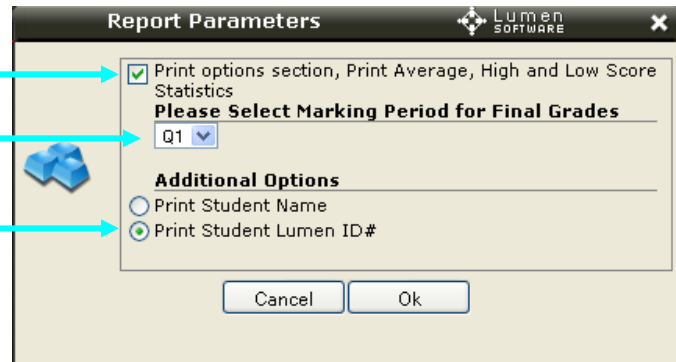 Report Parameters
Lumen
SOFTWARE
Print options section, Print Average, High and Low Score
Statistics
Please Select Marking Period for Final Grades
Q1
Additional Options
Print Student Name
Print Student Lumen ID#
Cancel
Ok